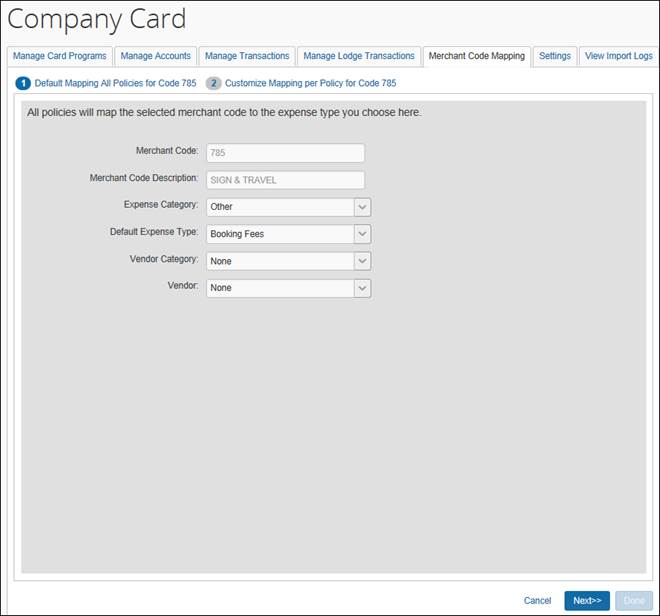 Company Card
Manage Card Programs Manage Accounts Manage Transactions Manage Lodge Transactions Merchant Code Mapping Settings View Import Logs
1 Default Mapping All Policies for Code 785 2 Customize Mapping per Policy for Code 785
All policies will map the selected merchant code to the expense type you choose here.
Merchant Code: 785
Merchant Code Description: SIGN & TRAVEL
Expense Category: Other
Default Expense Type: Booking Fees
Vendor Category: None
Vendor: None
Cancel Next>> Done